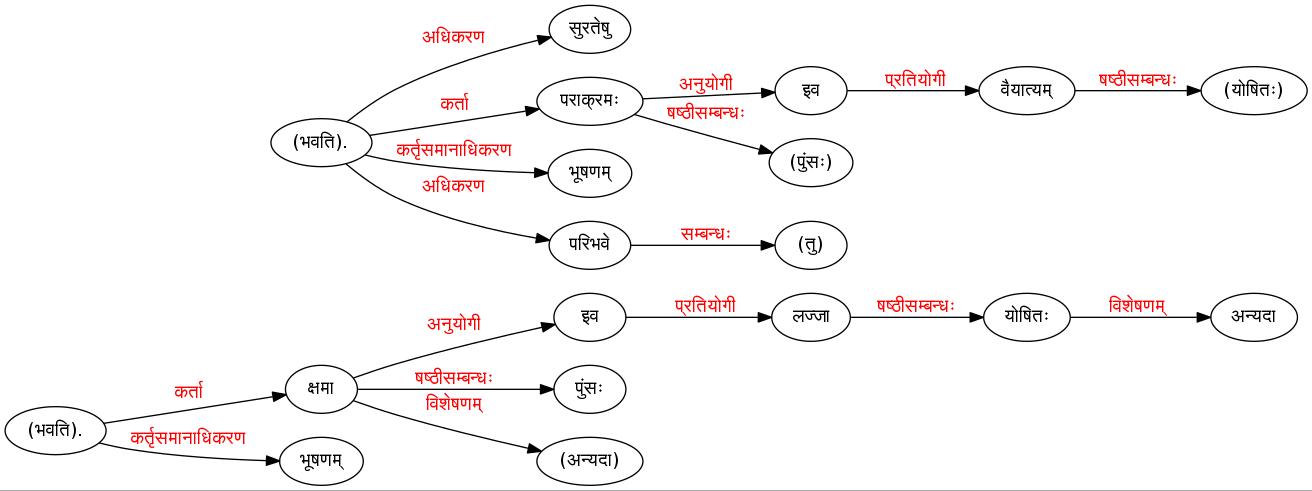 सुरतेषु
अधिकरण
अनुयोगी
प्रतियोगी
षष्ठीसम्बन्धः
कर्ता
पराक्रमः
इव
वैयात्यम्
(योषितः)
षष्ठीसम्बन्धः
(भवति).
कर्तृसमानाधिकरण
(पुंसः)
भूषणम्
अधिकरण
सम्बन्धः
परिभवे
(तु)
प्रतियोगी
षष्ठीसम्बन्धः
विशेषणम्
अनुयोगी
इव
लज्जा
योषितः
अन्यदा
कर्ता
षष्ठीसम्बन्धः
क्षमा
पुंसः
विशेषणम्
(भवति).
कर्तृसमानाधिकरण
भूषणम्
(अन्यदा)